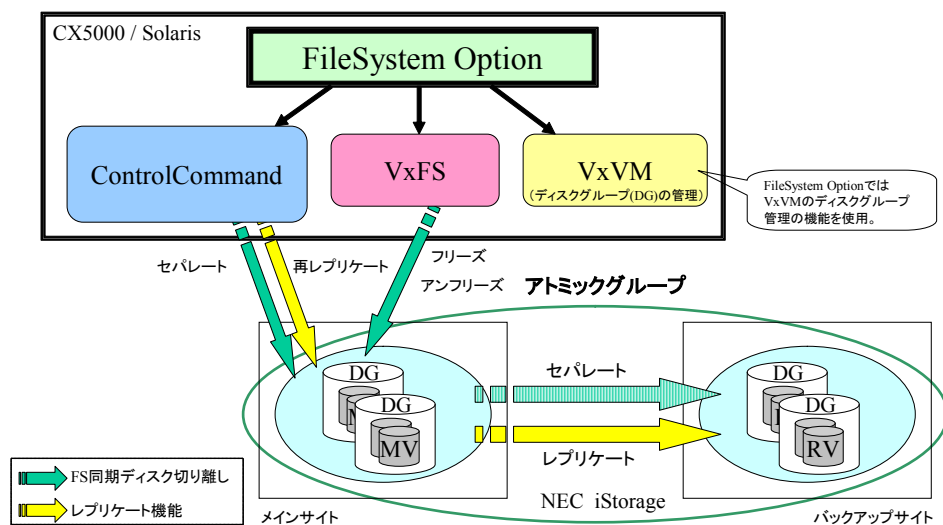 CX5000 / Solaris
FileSystem Option
ControlCommand
VxFS
VxVM
(ディスクグループ(DG)の管理)
FileSystem Optionでは
VxVMのディスクグループ
管理の機能を使用。
セパレート
再レプリケート
フリーズ
アンフリーズ
アトミックグループ
DG
DG
MV
セパレート
レプリケート
DG
DG
RV
NEC iStorage
FS同期ディスク切り離し
レプリケート機能
メインサイト
バックアップサイト